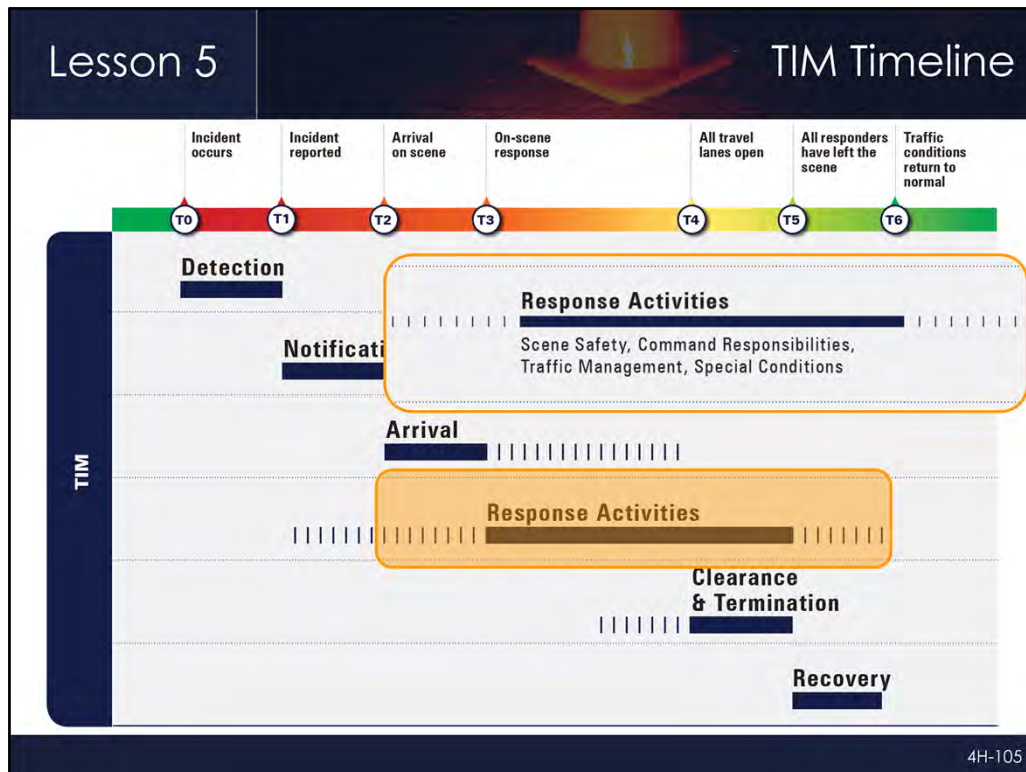 Lesson 5
TIM Timeline
Incident
occurs
Incident
reported
Arrival
on scene
On-scene
response
All travel
lanes open
All responders
have left the
scene
Traffic
conditions
return to
normal
T0
T1
T2
T3
T4
T5
T6
TIM
Detection
Response Activities
Scene Safety, Command Responsibilities,
Traffic Management, Special Conditions
Notificati
Arrival
Response Activities
Clearance
& Termination
Recovery
4H-105